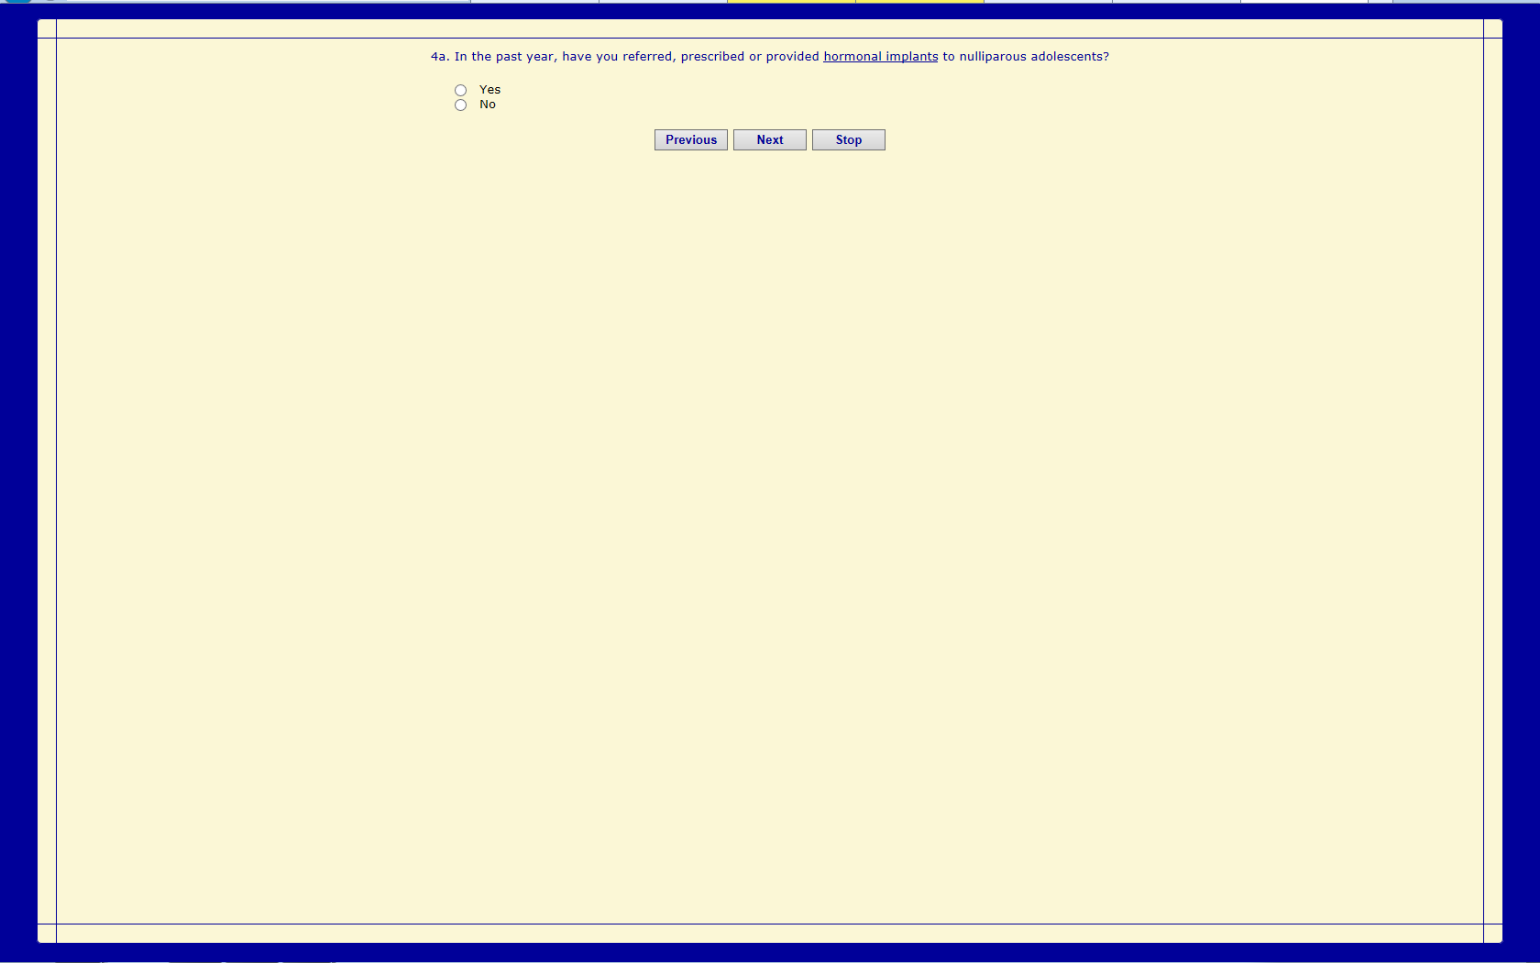 4a. In the past year, have you referred, prescribed or provided hormonal implants to nulliparous adolescents?
Yes
No
Previous Next Stop